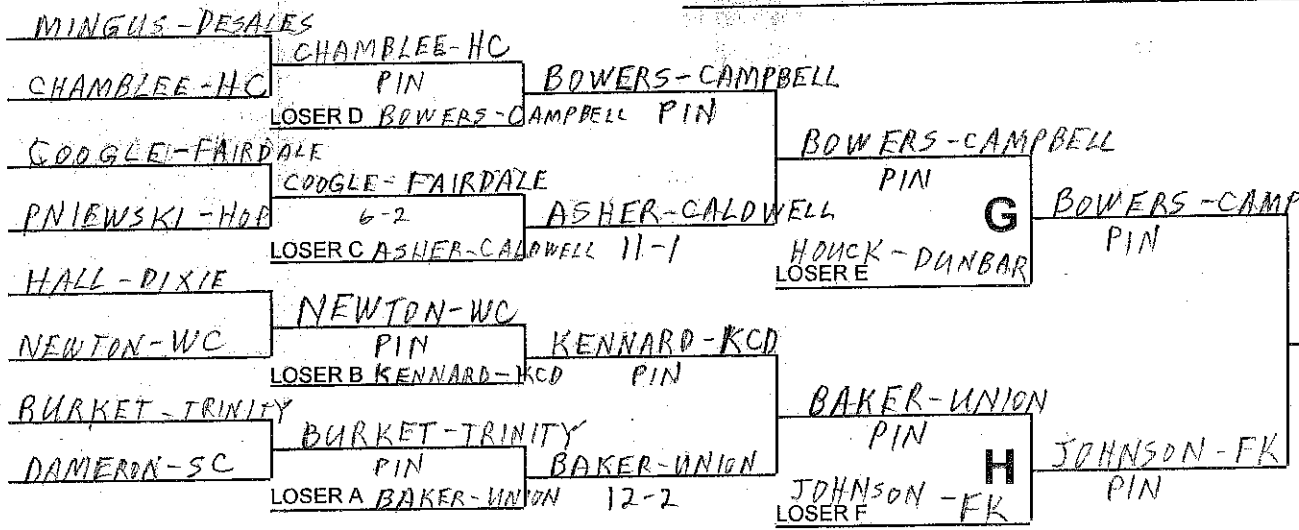 MINGUS - DESALES
CHAMBLEE - HC
CHAMBLEE - HC
PIN
LOSER D BOWERS - CAMPBELL
BOWERS - CAMPBELL
PIN
COOGLE - FAIRDALE
PNIEWSKI - HOP
COOGLE - FAIRDALE
6-2
LOSER C ASHER - CALDWELL
ASHER - CALDWELL
11-1
BOWERS - CAMPBELL
PIN
G
HOUCK - DUNBAR
LOSER E
BOWERS - CAMP
PIN
HALL - DIXIE
NEWTON - WC
NEWTON - WC
PIN
LOSER B KENNARD - KCD
KENNARD - KCD
PIN
BURKET - TRINITY
DAMERON - SC
BURKET - TRINITY
PIN
LOSER A BAKER - UNION
BAKER - UNION
12-2
BAKER - UNION
PIN
H
JOHNSON - FK
LOSER F
JOHNSON - FK
PIN